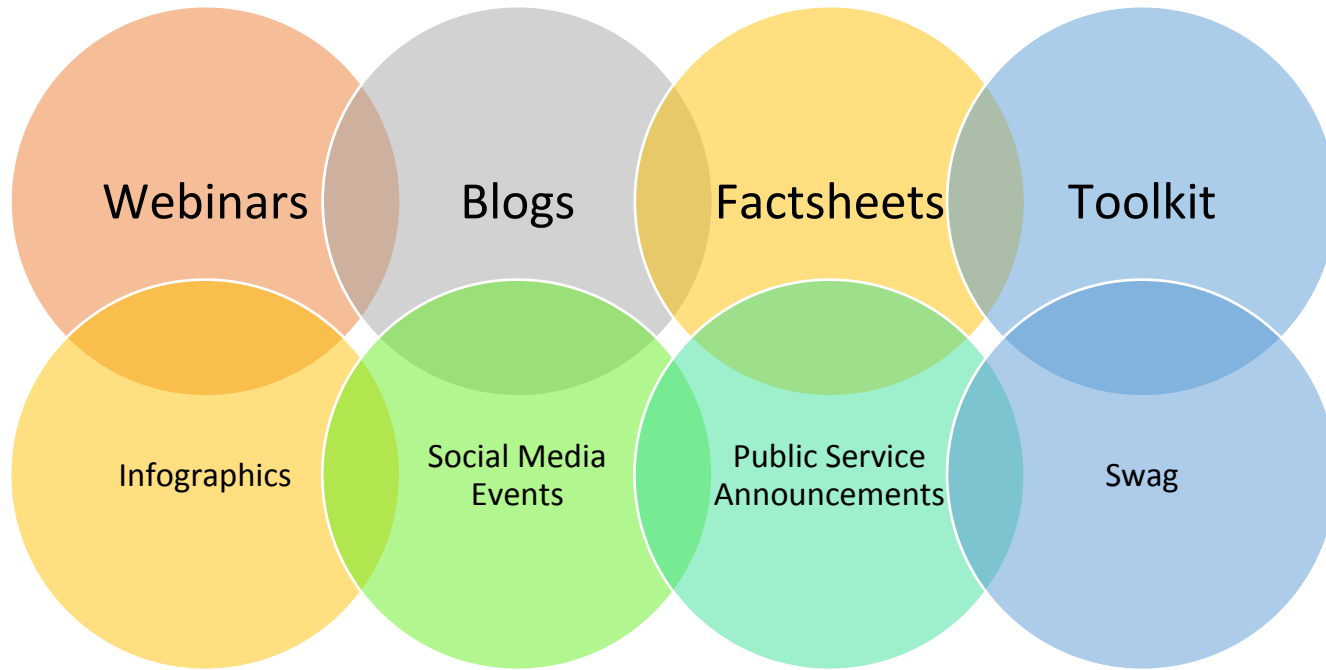 Webinars
Blogs
Factsheets
Toolkit
Infographics
Social Media
Events
Public Service
Announcements
Swag